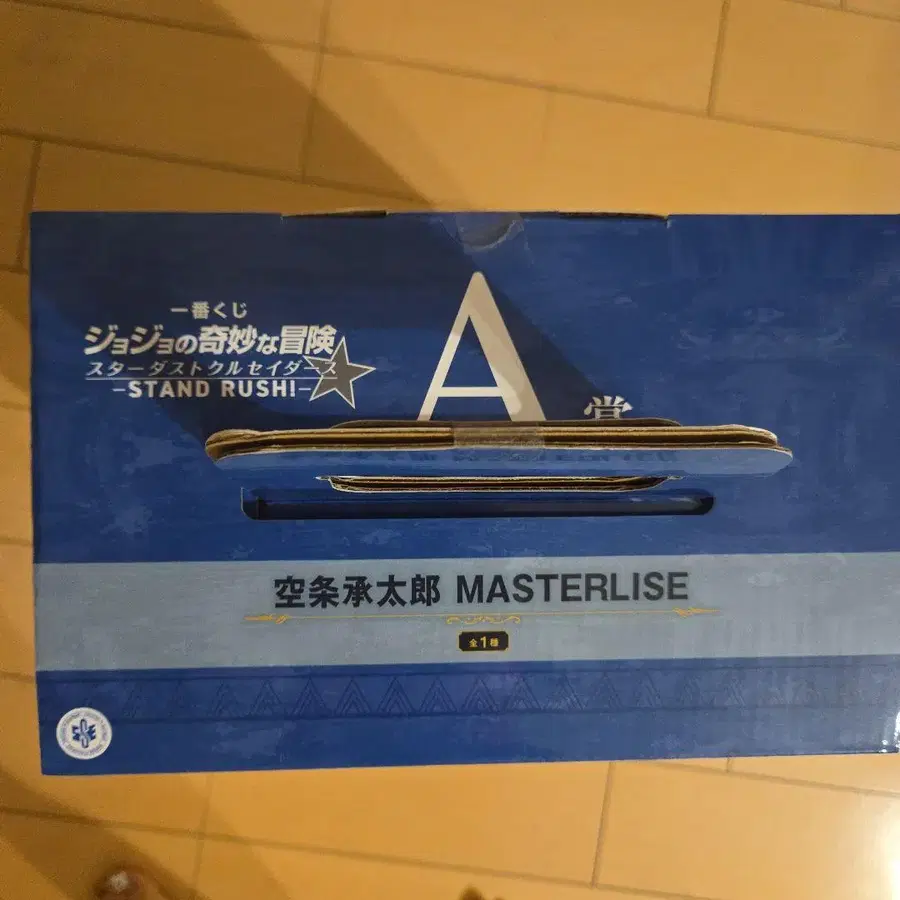 一番くじ
ジョジョの奇妙な冒険
スターダストクルセイダース
-STAND RUSH!-
A賞
空条承太郎 MASTERLISE
全1種